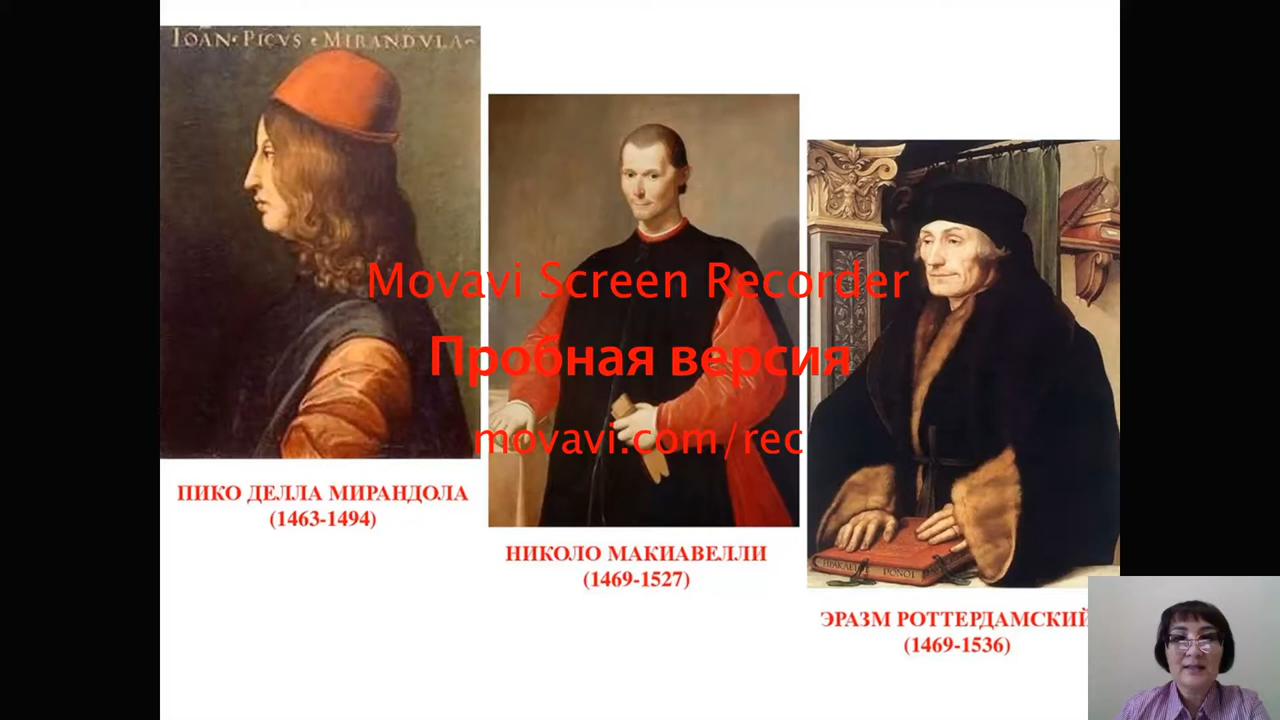 IOAN·PICVS·MIRANDVLA
Movavi Screen Recorder
Пробная версия
movavi.com/rec
ПИКО ДЕЛЛА МИРАНДОЛА
(1463-1494)
НИКОЛО МАКИАВЕЛЛИ
(1469-1527)
ЭРАЗМ РОТТЕРДАМСКИЙ
(1469-1536)